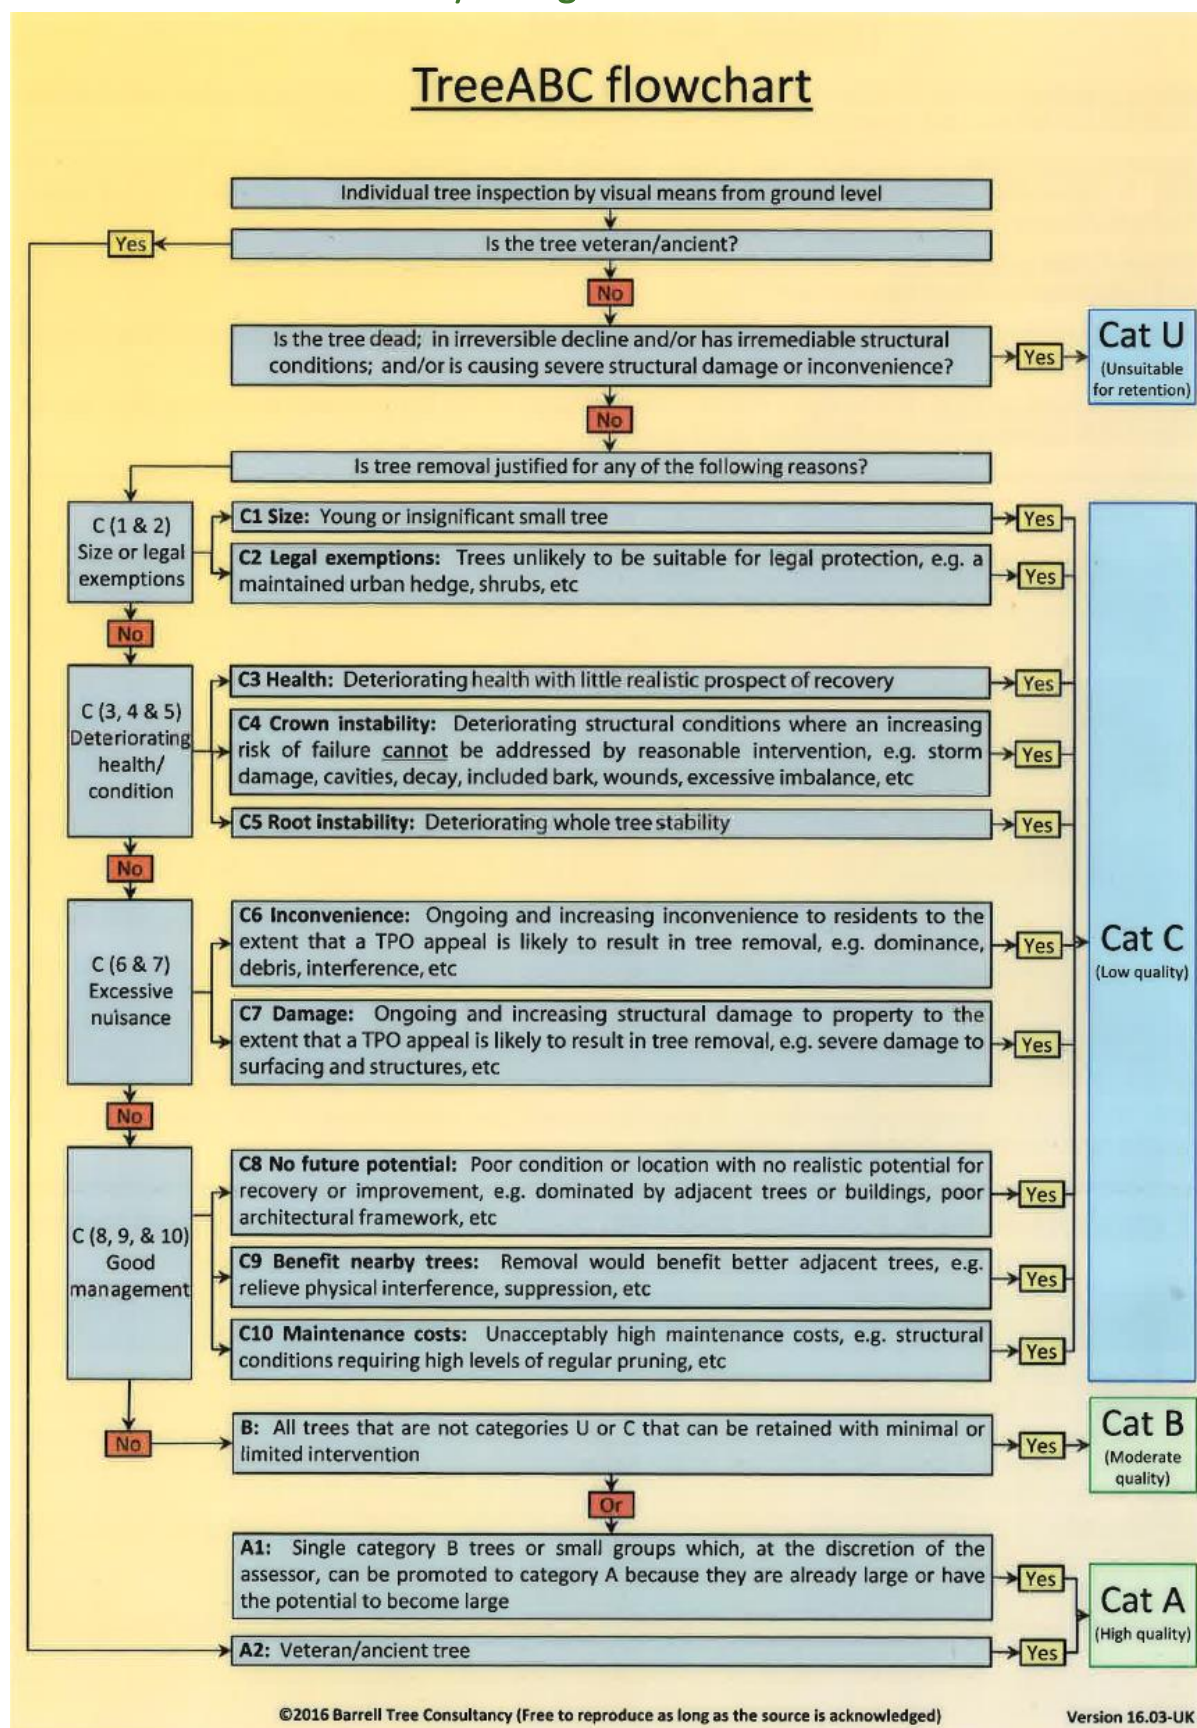 TreeABC flowchart
Individual tree inspection by visual means from ground level
Yes
Is the tree veteran/ancient?
No
Is the tree dead; in irreversible decline and/or has irremediable structural
conditions; and/or is causing severe structural damage or inconvenience?
Yes
Cat U
(Unsuitable
for retention)
No
Is tree removal justified for any of the following reasons?
C (1 & 2)
Size or legal
exemptions
C1 Size: Young or insignificant small tree
Yes
C2 Legal exemptions: Trees unlikely to be suitable for legal protection, e.g. a
maintained urban hedge, shrubs, etc
Yes
No
C (3, 4 & 5)
Deteriorating
health/
condition
C3 Health: Deteriorating health with little realistic prospect of recovery
Yes
C4 Crown instability: Deteriorating structural conditions where an increasing
risk of failure cannot be addressed by reasonable intervention, e.g. storm
damage, cavities, decay, included bark, wounds, excessive imbalance, etc
Yes
C5 Root instability: Deteriorating whole tree stability
Yes
No
C (6 & 7)
Excessive
nuisance
C6 Inconvenience: Ongoing and increasing inconvenience to residents to the
extent that a TPO appeal is likely to result in tree removal, e.g. dominance,
debris, interference, etc
Yes
Cat C
(Low quality)
C7 Damage: Ongoing and increasing structural damage to property to the
extent that a TPO appeal is likely to result in tree removal, e.g. severe damage to
surfacing and structures, etc
Yes
No
C (8, 9, & 10)
Good
management
C8 No future potential: Poor condition or location with no realistic potential for
recovery or improvement, e.g. dominated by adjacent trees or buildings, poor
architectural framework, etc
Yes
C9 Benefit nearby trees: Removal would benefit better adjacent trees, e.g.
relieve physical interference, suppression, etc
Yes
C10 Maintenance costs: Unacceptably high maintenance costs, e.g. structural
conditions requiring high levels of regular pruning, etc
Yes
No
B: All trees that are not categories U or C that can be retained with minimal or
limited intervention
Yes
Cat B
(Moderate
quality)
Or
A1: Single category B trees or small groups which, at the discretion of the
assessor, can be promoted to category A because they are already large or have
the potential to become large
Yes
Cat A
(High quality)
A2: Veteran/ancient tree
Yes
©2016 Barrell Tree Consultancy (Free to reproduce as long as the source is acknowledged)
Version 16.03-UK